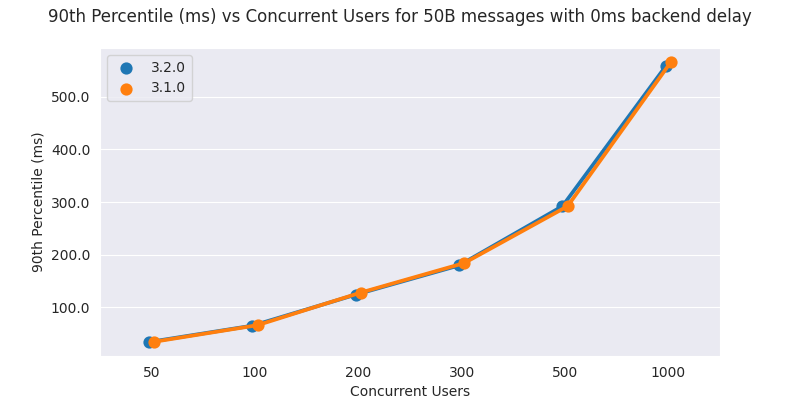 90th Percentile (ms) vs Concurrent Users for 50B messages with 0ms backend delay
3.2.0
3.1.0
500.0
400.0
300.0
200.0
100.0
90th Percentile (ms)
50 100 200 300 500 1000
Concurrent Users